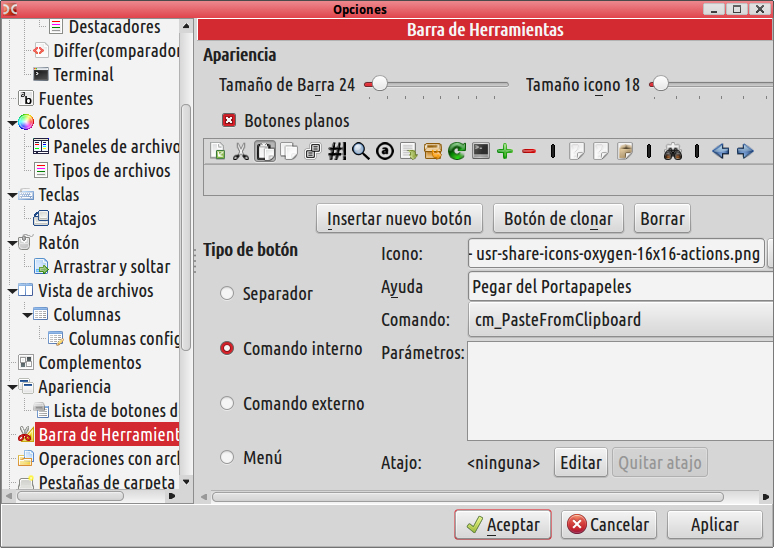 Opciones
Destacadores
Differ(comparador
Terminal
Fuentes
Colores
Paneles de archivo
Tipos de archivos
Teclas
Atajos
Ratón
Arrastrar y soltar
Vista de archivos
Columnas
Columnas config
Complementos
Apariencia
Lista de botones d
Barra de Herramient
Operaciones con arch
Pestañas de carpeta
Barra de Herramientas
Apariencia
Tamaño de Barra 24
Tamaño icono 18
Botones planos
Insertar nuevo botón
Botón de clonar
Borrar
Tipo de botón
Separador
Comando interno
Comando externo
Menú
Icono:
- usr-share-icons-oxygen-16x16-actions.png
Ayuda
Pegar del Portapapeles
Comando:
cm_PasteFromClipboard
Parámetros:
Atajo:
<ninguna>
Editar
Quitar atajo
Aceptar
Cancelar
Aplicar